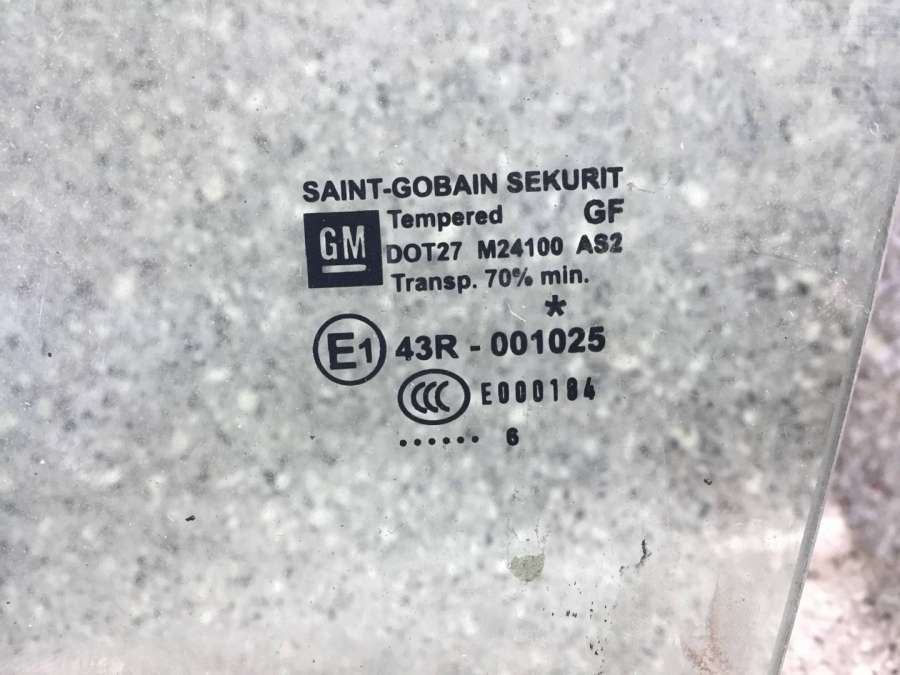 SAINT-GOBAIN SEKURIT
GM Tempered GF
DOT27 M24100 AS2
Transp. 70% min.
*
E1 43R - 001025
CCC E000184
...... 6